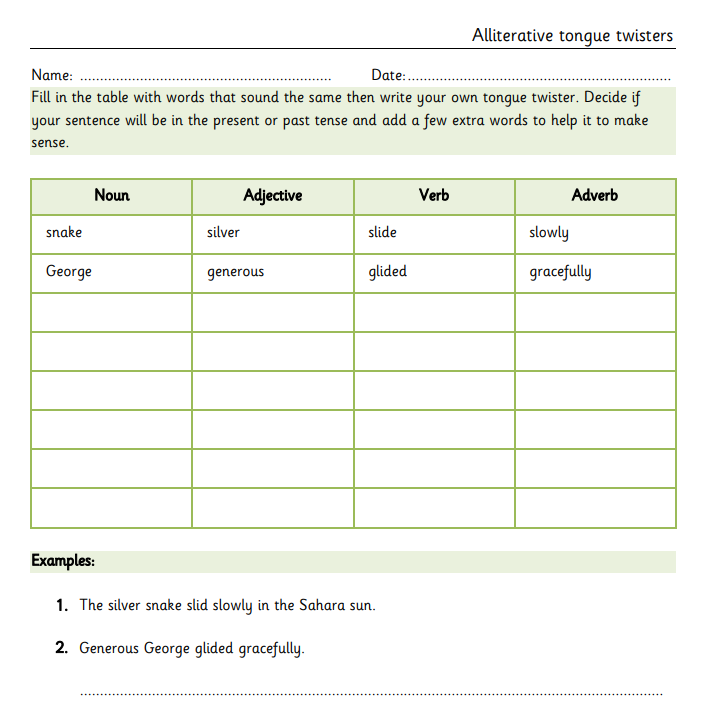 Alliterative tongue twisters
Name: ............................................................... Date:..................................................................
Fill in the table with words that sound the same then write your own tongue twister. Decide if
your sentence will be in the present or past tense and add a few extra words to help it to make
sense.
Noun Adjective Verb Adverb
snake silver slide slowly
George generous glided gracefully
Examples:
1. The silver snake slid slowly in the Sahara sun.
2. Generous George glided gracefully.
..................................................................................................................................................